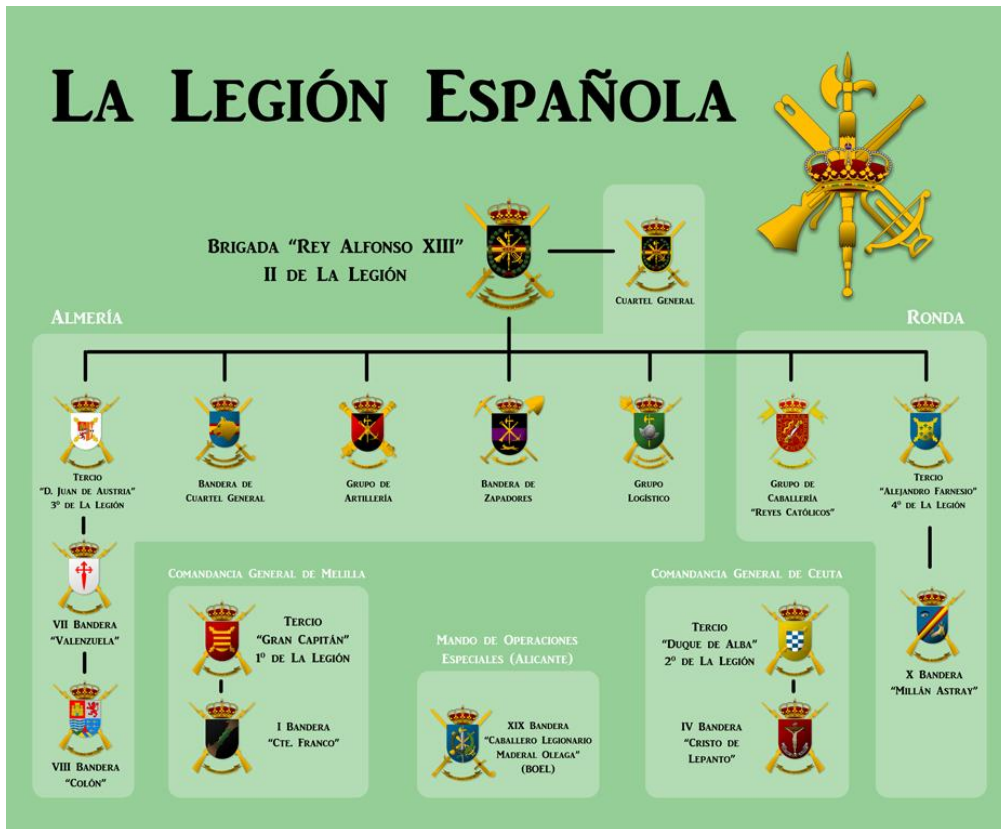 La Legión Española
Brigada "Rey Alfonso XIII"
II de La Legión
Cuartel General
Almería
Ronda
Tercio
"D. Juan de Austria"
3º de La Legión
Bandera de
Cuartel General
Grupo de
Artillería
Bandera de
Zapadores
Grupo
Logístico
Grupo de
Caballería
"Reyes Católicos"
Tercio
"Alejandro Farnesio"
4º de La Legión
VII Bandera
"Valenzuela"
VIII Bandera
"Colón"
Comandancia General de Melilla
Tercio
"Gran Capitán"
1º de La Legión
I Bandera
"Cte. Franco"
Mando de Operaciones
Especiales (Alicante)
XIX Bandera
"Caballero Legionario
Maderal Oleaga"
(BOEL)
Comandancia General de Ceuta
Tercio
"Duque de Alba"
2º de La Legión
IV Bandera
"Cristo de
Lepanto"
X Bandera
"Millán Astray"